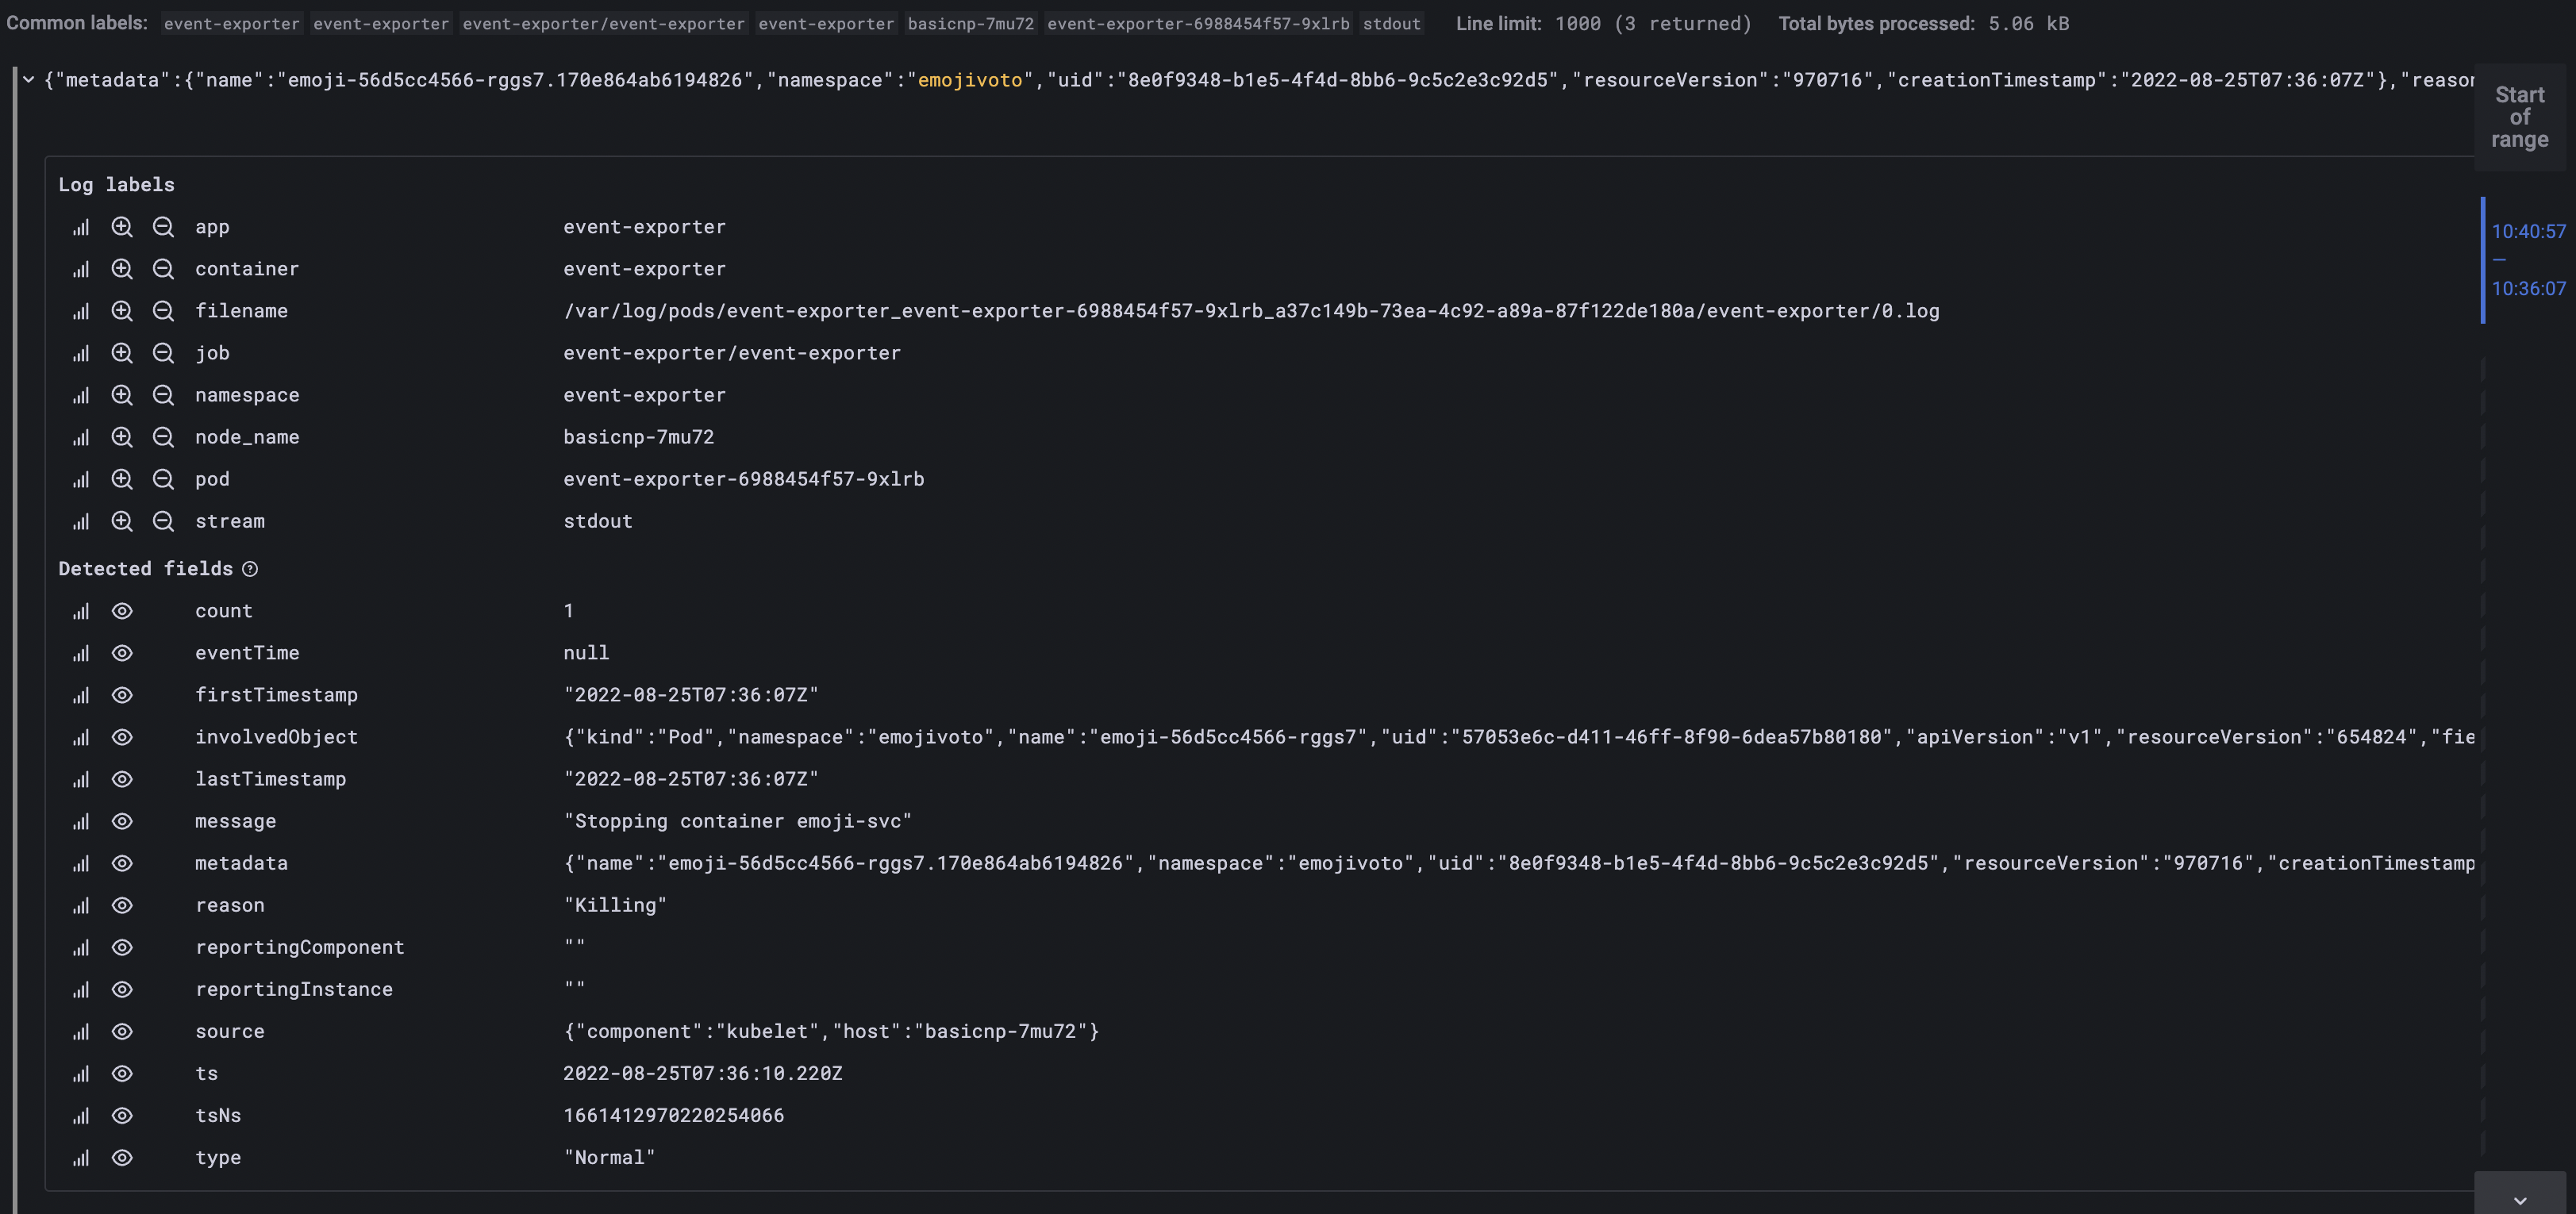 Common labels: event-exporter event-exporter event-exporter/event-exporter event-exporter basicnp-7mu72 event-exporter-6988454f57-9xlrb stdout Line limit: 1000 (3 returned) Total bytes processed: 5.06 kB
{"metadata":{"name":"emoji-56d5cc4566-rggs7.170e864ab6194826","namespace":"emojivoto","uid":"8e0f9348-b1e5-4f4d-8bb6-9c5c2e3c92d5","resourceVersion":"970716","creationTimestamp":"2022-08-25T07:36:07Z"},"reason
Start
of
range
Log labels
app event-exporter
10:40:57
—
10:36:07
container event-exporter
filename /var/log/pods/event-exporter_event-exporter-6988454f57-9xlrb_a37c149b-73ea-4c92-a89a-87f122de180a/event-exporter/0.log
job event-exporter/event-exporter
namespace event-exporter
node_name basicnp-7mu72
pod event-exporter-6988454f57-9xlrb
stream stdout
Detected fields
count 1
eventTime null
firstTimestamp "2022-08-25T07:36:07Z"
involvedObject {"kind":"Pod","namespace":"emojivoto","name":"emoji-56d5cc4566-rggs7","uid":"57053e6c-d411-46ff-8f90-6dea57b80180","apiVersion":"v1","resourceVersion":"654824","fie
lastTimestamp "2022-08-25T07:36:07Z"
message "Stopping container emoji-svc"
metadata {"name":"emoji-56d5cc4566-rggs7.170e864ab6194826","namespace":"emojivoto","uid":"8e0f9348-b1e5-4f4d-8bb6-9c5c2e3c92d5","resourceVersion":"970716","creationTimestamp
reason "Killing"
reportingComponent ""
reportingInstance ""
source {"component":"kubelet","host":"basicnp-7mu72"}
ts 2022-08-25T07:36:10.220Z
tsNs 1661412970220254066
type "Normal"